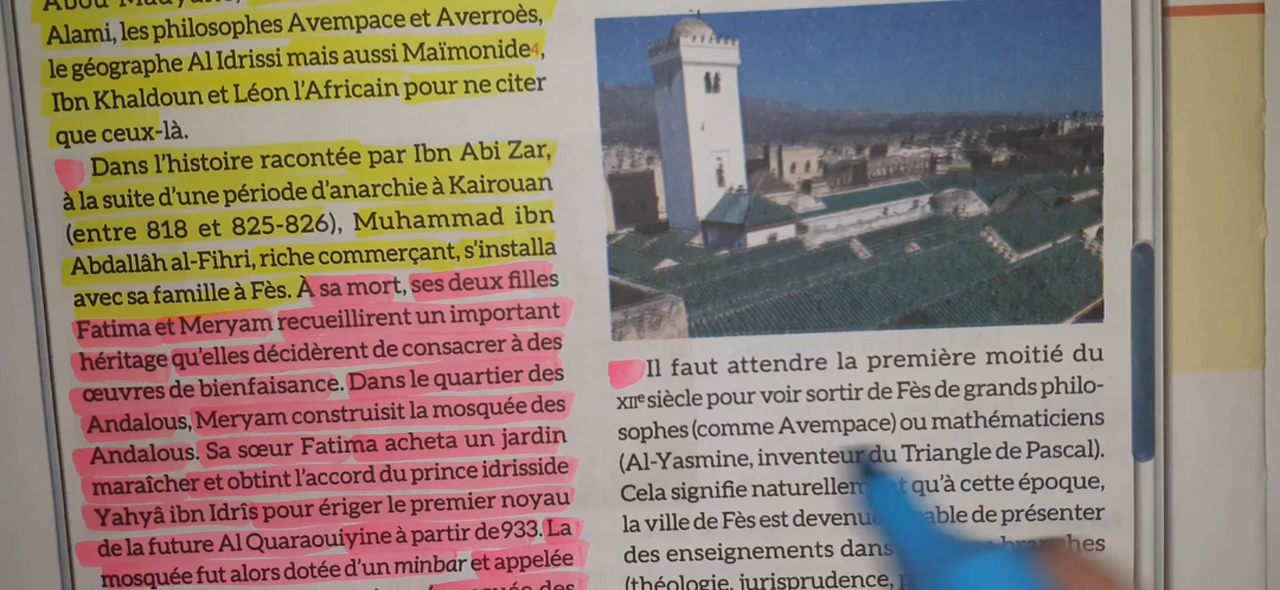 Alami, les philosophes Avempace et Averroès,
le géographe Al Idrissi mais aussi Maïmonide4,
Ibn Khaldoun et Léon l'Africain pour ne citer
que ceux-là.
Dans l'histoire racontée par Ibn Abi Zar,
à la suite d'une période d'anarchie à Kairouan
(entre 818 et 825-826), Muhammad ibn
Abdallâh al-Fihri, riche commerçant, s'installa
avec sa famille à Fès. À sa mort, ses deux filles
Fatima et Meryam recueillirent un important
héritage qu'elles décidèrent de consacrer à des
œuvres de bienfaisance. Dans le quartier des
Andalous, Meryam construisit la mosquée des
Andalous. Sa sœur Fatima acheta un jardin
maraîcher et obtint l'accord du prince idrisside
Yahyâ ibn Idrîs pour ériger le premier noyau
de la future Al Quaraouiyine à partir de 933. La
mosquée fut alors dotée d'un minbar et appelée
des
Il faut attendre la première moitié du
XIIe siècle pour voir sortir de Fès de grands philo-
sophes (comme Avempace) ou mathématiciens
(Al-Yasmine, inventeur du Triangle de Pascal).
Cela signifie qu'à cette époque,
la ville de Fès est de présenter
des enseignements dans
(théologie, jurisprudence,